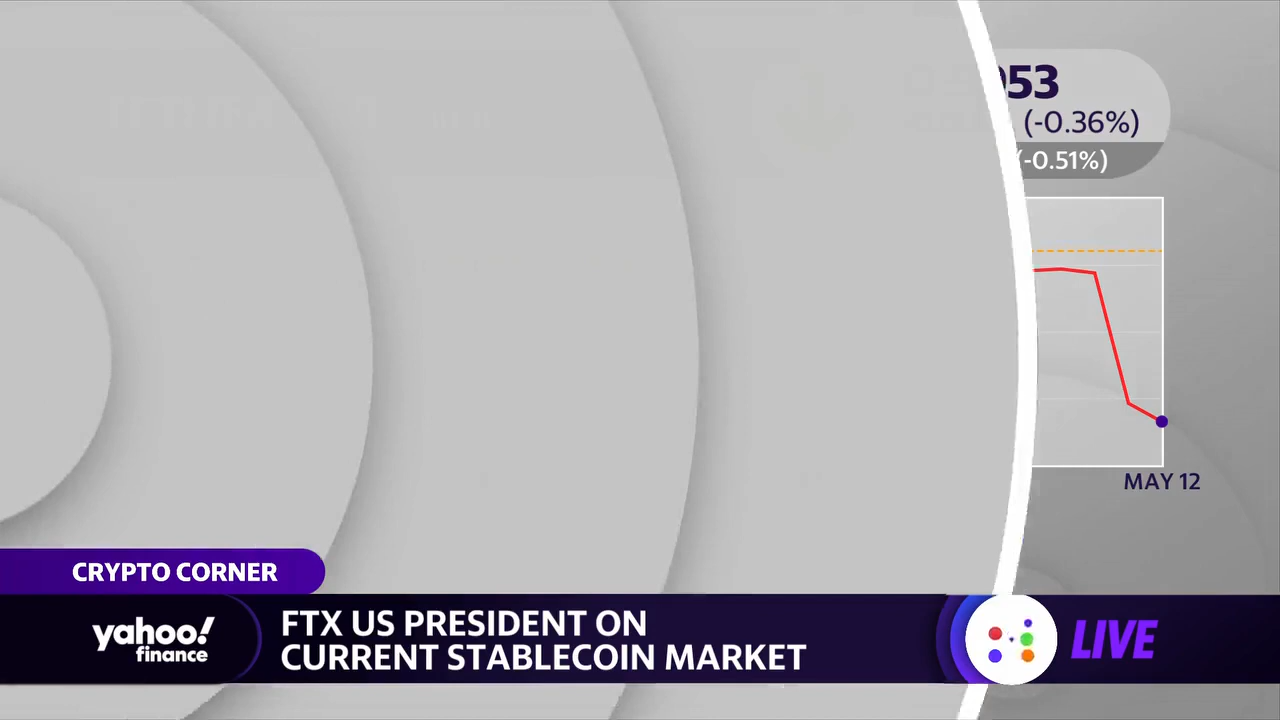 53
(-0.36%)
(-0.51%)
MAY 12
CRYPTO CORNER
yahoo!
finance
FTX US PRESIDENT ON
CURRENT STABLECOIN MARKET
LIVE